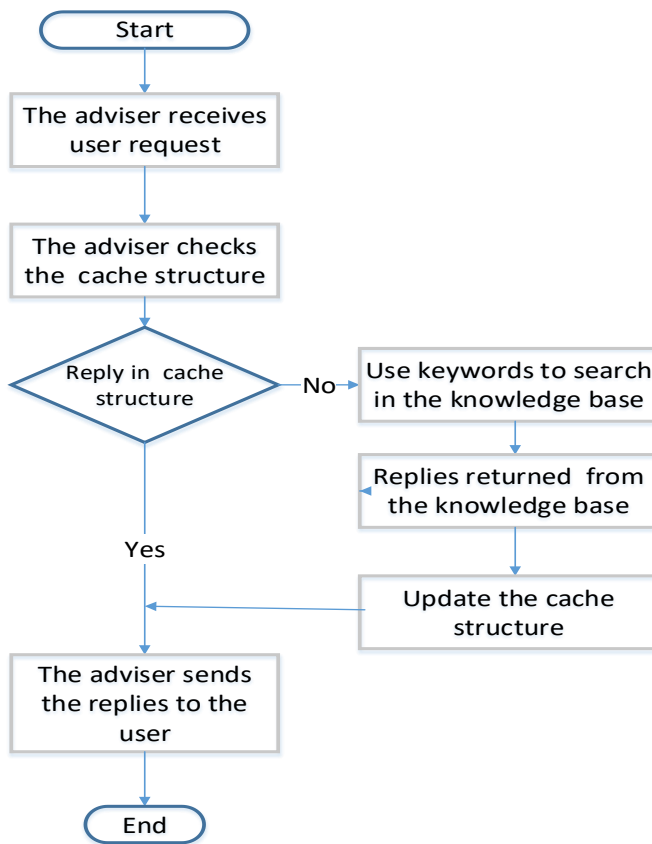 Start
The adviser receives
user request
The adviser checks
the cache structure
Reply in cache
structure
No
Use keywords to search
in the knowledge base
Replies returned from
the knowledge base
Update the cache
structure
Yes
The adviser sends
the replies to the
user
End